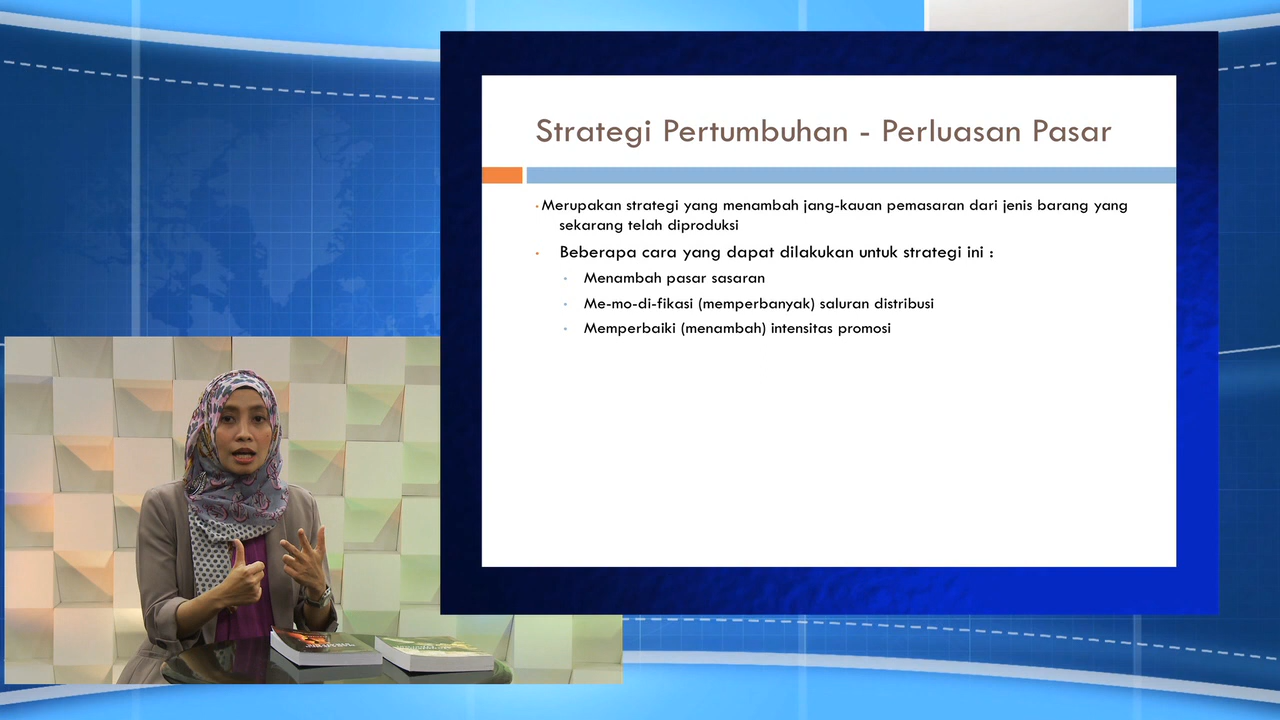 Strategi Pertumbuhan - Perluasan Pasar
Merupakan strategi yang menambah jang-kauan pemasaran dari jenis barang yang
sekarang telah diproduksi
Beberapa cara yang dapat dilakukan untuk strategi ini :
Menambah pasar sasaran
Me-mo-di-fikasi (memperbanyak) saluran distribusi
Memperbaiki (menambah) intensitas promosi